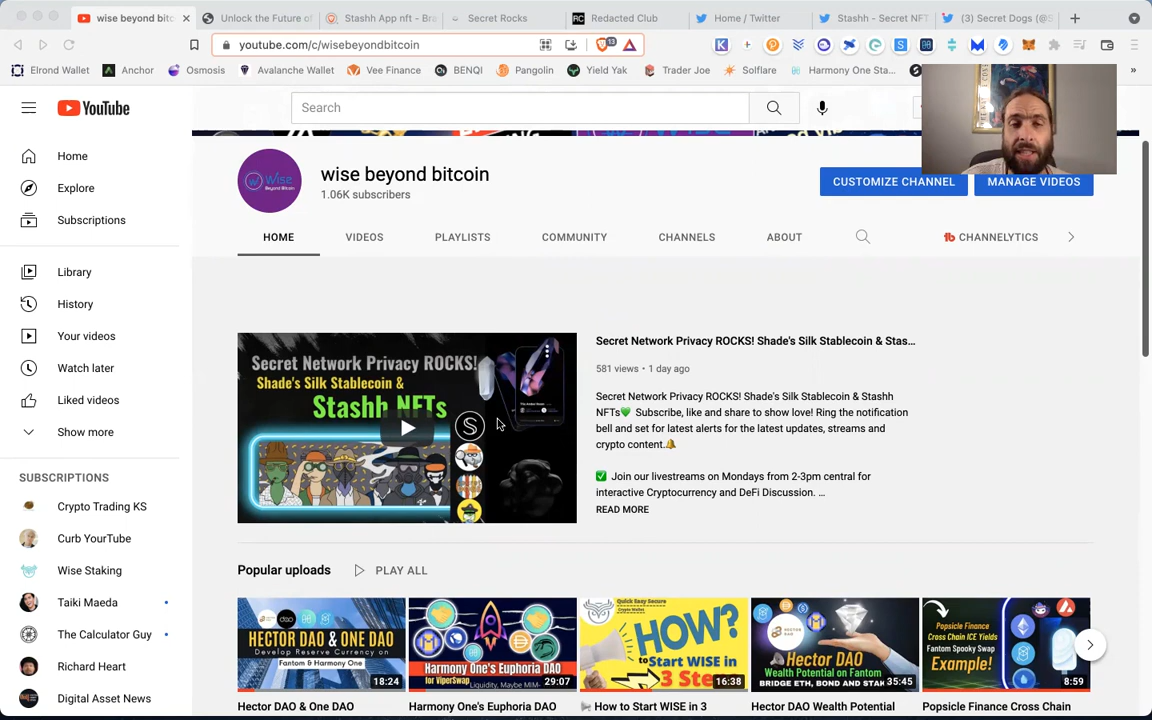 wise beyond bitc
Unlock the Future of
Stashh App nft - Bra
Secret Rocks
RC
Redacted Club
Home / Twitter
Stashh - Secret NFT
(3) Secret Dogs (@S
youtube.com/c/wisebeyondbitcoin
Elrond Wallet
Anchor
Osmosis
Avalanche Wallet
Vee Finance
BENQI
Pangolin
Yield Yak
Trader Joe
Solflare
Harmony One Sta...
YouTube
Search
Home
Explore
Subscriptions
Library
History
Your videos
Watch later
Liked videos
Show more
SUBSCRIPTIONS
Crypto Trading KS
Curb YourTube
Wise Staking
Taiki Maeda
The Calculator Guy
Richard Heart
Digital Asset News
Wise
Beyond Bitcoin
wise beyond bitcoin
1.06K subscribers
CUSTOMIZE CHANNEL
MANAGE VIDEOS
HOME
VIDEOS
PLAYLISTS
COMMUNITY
CHANNELS
ABOUT
CHANNELYTICS
Secret Network Privacy ROCKS!
Shade's Silk Stablecoin &
Stashh NFTs
Secret Network Privacy ROCKS! Shade's Silk Stablecoin & Stas...
581 views • 1 day ago
Secret Network Privacy ROCKS! Shade's Silk Stablecoin & Stashh
NFTs💚 Subscribe, like and share to show love! Ring the notification
bell and set for latest alerts for the latest updates, streams and
crypto content.🔔
✅ Join our livestreams on Mondays from 2-3pm central for
interactive Cryptocurrency and DeFi Discussion. ...
READ MORE
Popular uploads
PLAY ALL
HECTOR DAO & ONE DAO
Develop Reserve Currency on
Fantom & Harmony One
18:24
Harmony One's Euphoria DAO
for ViperSwap
Liquidity, Maybe MIM-
29:07
Quick Easy Secure
HOW?
to Start WISE in
3 Ste
16:38
Hector DAO
Wealth Potential on Fantom
BRIDGE ETH, BOND AND STAK
35:45
Popsicle Finance
Cross Chain ICE Yields
Fantom Spooky Swap
Example!
8:59
Hector DAO & ONE DAO
Harmony One's Euphoria DAO
📢 How to Start WISE in 3
Hector DAO Wealth Potential
Popsicle Finance Cross Chain